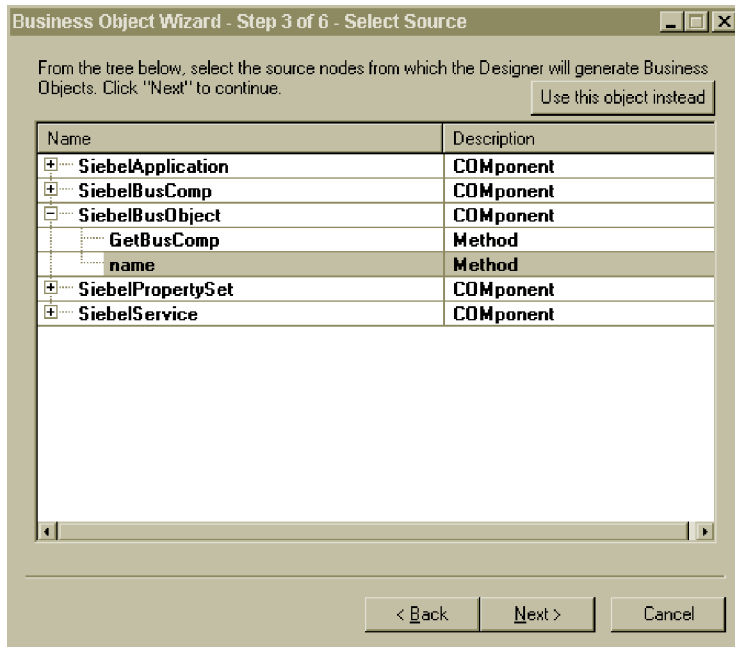 Business Object Wizard - Step 3 of 6 - Select Source
From the tree below, select the source nodes from which the Designer will generate Business
Objects. Click "Next" to continue.
Use this object instead
Name Description
SiebelApplication COMponent
SiebelBusComp COMponent
SiebelBusObject COMponent
GetBusComp Method
name Method
SiebelPropertySet COMponent
SiebelService COMponent
< Back Next > Cancel